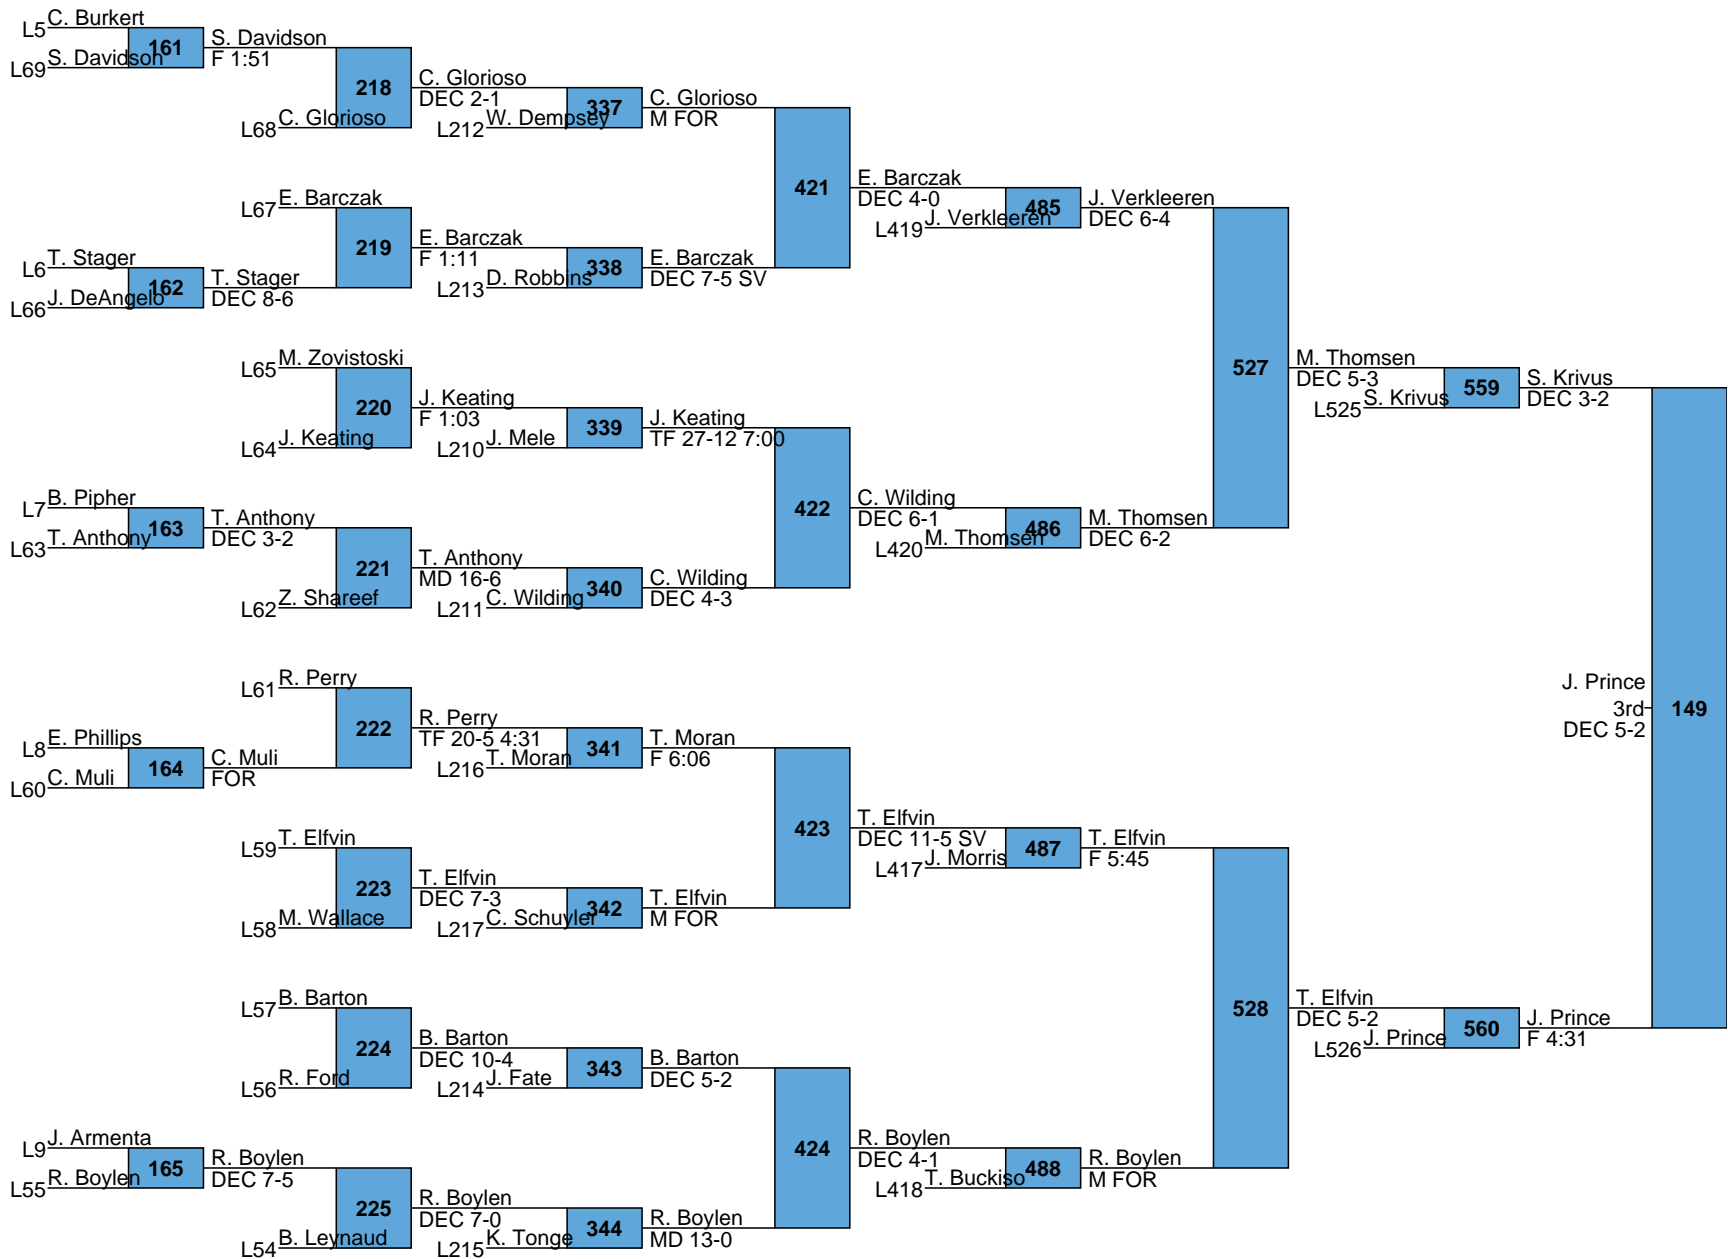 C. Burkert
L5
161
S. Davidson
F 1:51
S. Davidson
L69
218
C. Glorioso
DEC 2-1
C. Glorioso
L68
337
W. Dempsey
L212
C. Glorioso
M FOR
421
E. Barczak
DEC 4-0
E. Barczak
L67
219
E. Barczak
F 1:11
T. Stager
L6
162
T. Stager
DEC 8-6
J. DeAngelo
L66
338
D. Robbins
L213
E. Barczak
DEC 7-5 SV
485
J. Verkleeren
L419
J. Verkleeren
DEC 6-4
527
M. Thomsen
DEC 5-3
M. Zovistoski
L65
220
J. Keating
F 1:03
J. Keating
L64
339
J. Mele
L210
J. Keating
TF 27-12 7:00
422
C. Wilding
DEC 6-1
B. Pipher
L7
163
T. Anthony
DEC 3-2
T. Anthony
L63
221
T. Anthony
MD 16-6
Z. Shareef
L62
340
C. Wilding
L211
C. Wilding
DEC 4-3
486
M. Thomsen
L420
M. Thomsen
DEC 6-2
559
S. Krivus
L525
S. Krivus
DEC 3-2
R. Perry
L61
222
R. Perry
TF 20-5 4:31
E. Phillips
L8
164
C. Muli
FOR
C. Muli
L60
341
T. Moran
L216
T. Moran
F 6:06
423
T. Elfvin
DEC 11-5 SV
J. Prince
3rd
DEC 5-2
149
T. Elfvin
L59
223
T. Elfvin
DEC 7-3
M. Wallace
L58
342
C. Schuyler
L217
T. Elfvin
M FOR
487
J. Morris
L417
T. Elfvin
F 5:45
528
T. Elfvin
DEC 5-2
B. Barton
L57
224
B. Barton
DEC 10-4
R. Ford
L56
343
J. Fate
L214
B. Barton
DEC 5-2
424
R. Boylen
DEC 4-1
J. Armenta
L9
165
R. Boylen
DEC 7-5
R. Boylen
L55
225
R. Boylen
DEC 7-0
B. Leynaud
L54
344
K. Tonge
L215
R. Boylen
MD 13-0
488
T. Buckiso
L418
R. Boylen
M FOR
560
J. Prince
L526
J. Prince
F 4:31